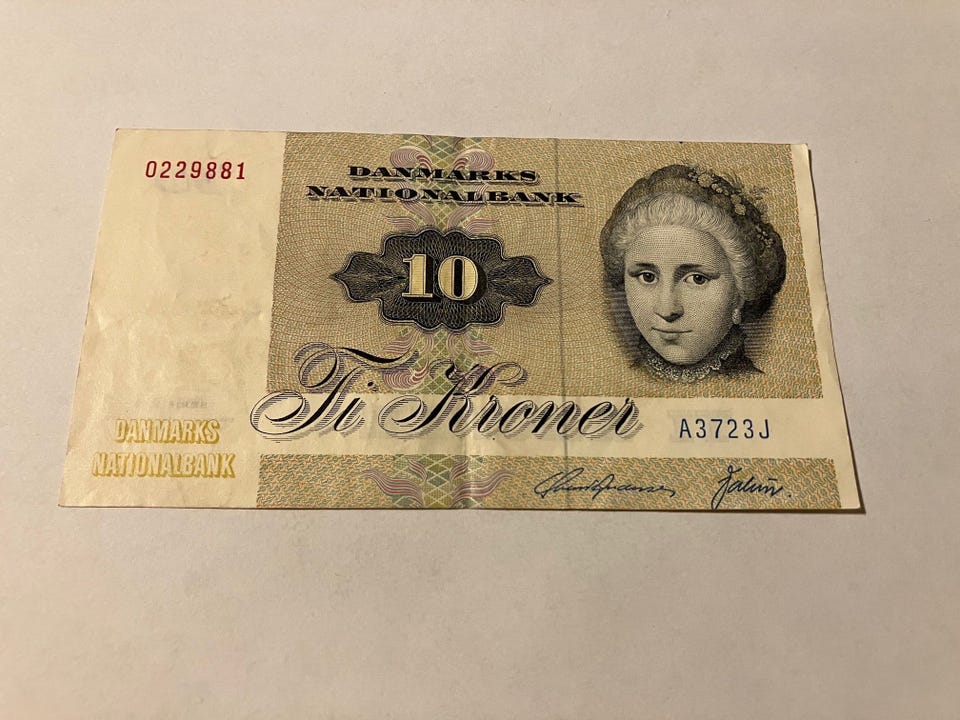 0229881
DANMARKS
NATIONALBANK
10
Ti Kroner
A3723J
DANMARKS
NATIONALBANK